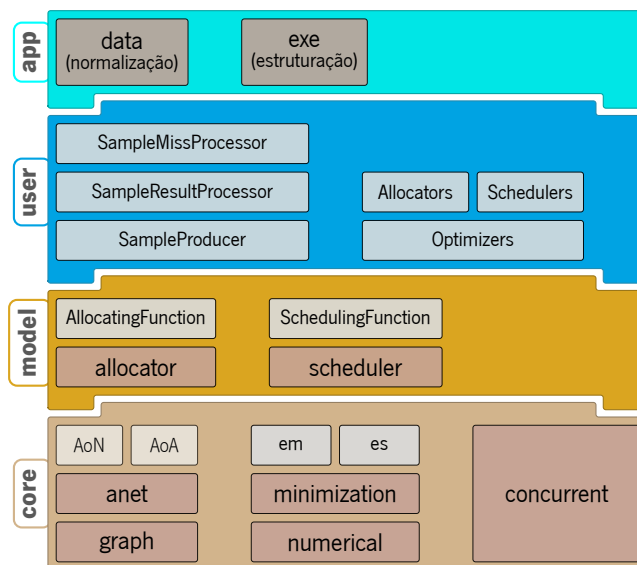 app
data
(normalização)
exe
(estruturação)
user
SampleMissProcessor
SampleResultProcessor
SampleProducer
Allocators
Schedulers
Optimizers
model
AllocatingFunction
SchedulingFunction
allocator
scheduler
core
AoN
AoA
em
es
anet
minimization
graph
numerical
concurrent